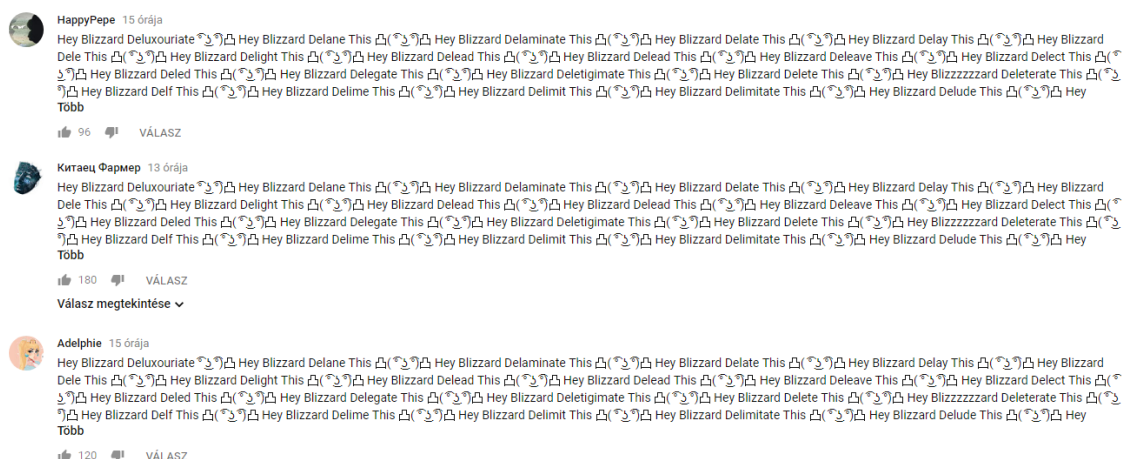 HappyPepe 15 órája
Hey Blizzard Deluxouriate ͡° ͜ʖ ͡°)凸 Hey Blizzard Delane This 凸( ͡° ͜ʖ ͡°)凸 Hey Blizzard Delaminate This 凸( ͡° ͜ʖ ͡°)凸 Hey Blizzard Delate This 凸( ͡° ͜ʖ ͡°)凸 Hey Blizzard Delay This 凸( ͡° ͜ʖ ͡°)凸 Hey Blizzard
Dele This 凸( ͡° ͜ʖ ͡°)凸 Hey Blizzard Delight This 凸( ͡° ͜ʖ ͡°)凸 Hey Blizzard Delead This 凸( ͡° ͜ʖ ͡°)凸 Hey Blizzard Delead This 凸( ͡° ͜ʖ ͡°)凸 Hey Blizzard Deleave This 凸( ͡° ͜ʖ ͡°)凸 Hey Blizzard Delect This 凸( ͡°
͜ʖ ͡°)凸 Hey Blizzard Deled This 凸( ͡° ͜ʖ ͡°)凸 Hey Blizzard Delegate This 凸( ͡° ͜ʖ ͡°)凸 Hey Blizzard Deletigimate This 凸( ͡° ͜ʖ ͡°)凸 Hey Blizzard Delete This 凸( ͡° ͜ʖ ͡°)凸 Hey Blizzzzzzard Deleterate This 凸( ͡° ͜ʖ
͡°)凸 Hey Blizzard Delf This 凸( ͡° ͜ʖ ͡°)凸 Hey Blizzard Delime This 凸( ͡° ͜ʖ ͡°)凸 Hey Blizzard Delimit This 凸( ͡° ͜ʖ ͡°)凸 Hey Blizzard Delimitate This 凸( ͡° ͜ʖ ͡°)凸 Hey Blizzard Delude This 凸( ͡° ͜ʖ ͡°)凸 Hey
Több
96 VÁLASZ
Китаец Фармер 13 órája
Hey Blizzard Deluxouriate ͡° ͜ʖ ͡°)凸 Hey Blizzard Delane This 凸( ͡° ͜ʖ ͡°)凸 Hey Blizzard Delaminate This 凸( ͡° ͜ʖ ͡°)凸 Hey Blizzard Delate This 凸( ͡° ͜ʖ ͡°)凸 Hey Blizzard Delay This 凸( ͡° ͜ʖ ͡°)凸 Hey Blizzard
Dele This 凸( ͡° ͜ʖ ͡°)凸 Hey Blizzard Delight This 凸( ͡° ͜ʖ ͡°)凸 Hey Blizzard Delead This 凸( ͡° ͜ʖ ͡°)凸 Hey Blizzard Delead This 凸( ͡° ͜ʖ ͡°)凸 Hey Blizzard Deleave This 凸( ͡° ͜ʖ ͡°)凸 Hey Blizzard Delect This 凸( ͡°
͜ʖ ͡°)凸 Hey Blizzard Deled This 凸( ͡° ͜ʖ ͡°)凸 Hey Blizzard Delegate This 凸( ͡° ͜ʖ ͡°)凸 Hey Blizzard Deletigimate This 凸( ͡° ͜ʖ ͡°)凸 Hey Blizzard Delete This 凸( ͡° ͜ʖ ͡°)凸 Hey Blizzzzzzard Deleterate This 凸( ͡° ͜ʖ
͡°)凸 Hey Blizzard Delf This 凸( ͡° ͜ʖ ͡°)凸 Hey Blizzard Delime This 凸( ͡° ͜ʖ ͡°)凸 Hey Blizzard Delimit This 凸( ͡° ͜ʖ ͡°)凸 Hey Blizzard Delimitate This 凸( ͡° ͜ʖ ͡°)凸 Hey Blizzard Delude This 凸( ͡° ͜ʖ ͡°)凸 Hey
Több
180 VÁLASZ
Válasz megtekintése
Adelphie 15 órája
Hey Blizzard Deluxouriate ͡° ͜ʖ ͡°)凸 Hey Blizzard Delane This 凸( ͡° ͜ʖ ͡°)凸 Hey Blizzard Delaminate This 凸( ͡° ͜ʖ ͡°)凸 Hey Blizzard Delate This 凸( ͡° ͜ʖ ͡°)凸 Hey Blizzard Delay This 凸( ͡° ͜ʖ ͡°)凸 Hey Blizzard
Dele This 凸( ͡° ͜ʖ ͡°)凸 Hey Blizzard Delight This 凸( ͡° ͜ʖ ͡°)凸 Hey Blizzard Delead This 凸( ͡° ͜ʖ ͡°)凸 Hey Blizzard Delead This 凸( ͡° ͜ʖ ͡°)凸 Hey Blizzard Deleave This 凸( ͡° ͜ʖ ͡°)凸 Hey Blizzard Delect This 凸( ͡°
͜ʖ ͡°)凸 Hey Blizzard Deled This 凸( ͡° ͜ʖ ͡°)凸 Hey Blizzard Delegate This 凸( ͡° ͜ʖ ͡°)凸 Hey Blizzard Deletigimate This 凸( ͡° ͜ʖ ͡°)凸 Hey Blizzard Delete This 凸( ͡° ͜ʖ ͡°)凸 Hey Blizzzzzzard Deleterate This 凸( ͡° ͜ʖ
͡°)凸 Hey Blizzard Delf This 凸( ͡° ͜ʖ ͡°)凸 Hey Blizzard Delime This 凸( ͡° ͜ʖ ͡°)凸 Hey Blizzard Delimit This 凸( ͡° ͜ʖ ͡°)凸 Hey Blizzard Delimitate This 凸( ͡° ͜ʖ ͡°)凸 Hey Blizzard Delude This 凸( ͡° ͜ʖ ͡°)凸 Hey
Több
120 VÁLASZ